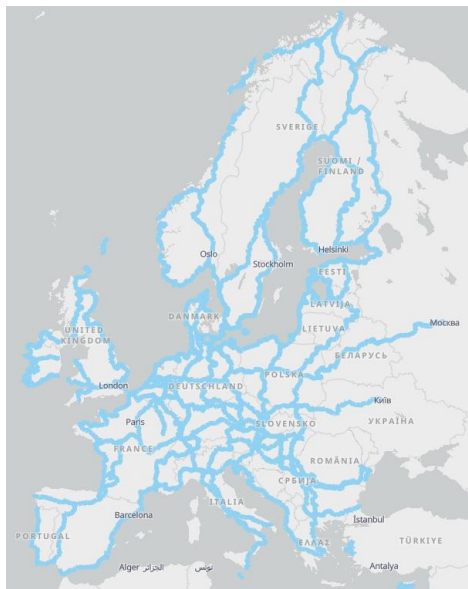 SVERIGE
SUOMI /
FINLAND
Helsinki
Oslo
Stockholm
EESTI
LATVIJA
DANMARK
LIETUVA
Москва
UNITED
KINGDOM
БЕЛАРУСЬ
London
DEUTSCHLAND
POLSKA
Київ
Paris
SLOVENSKO
УКРАЇНА
FRANCE
ROMÂNIA
СРБИЈА
ITALIA
Barcelona
İstanbul
PORTUGAL
ΕΛΛΑΣ
TÜRKIYE
Alger الجزائر
تونس
Antalya